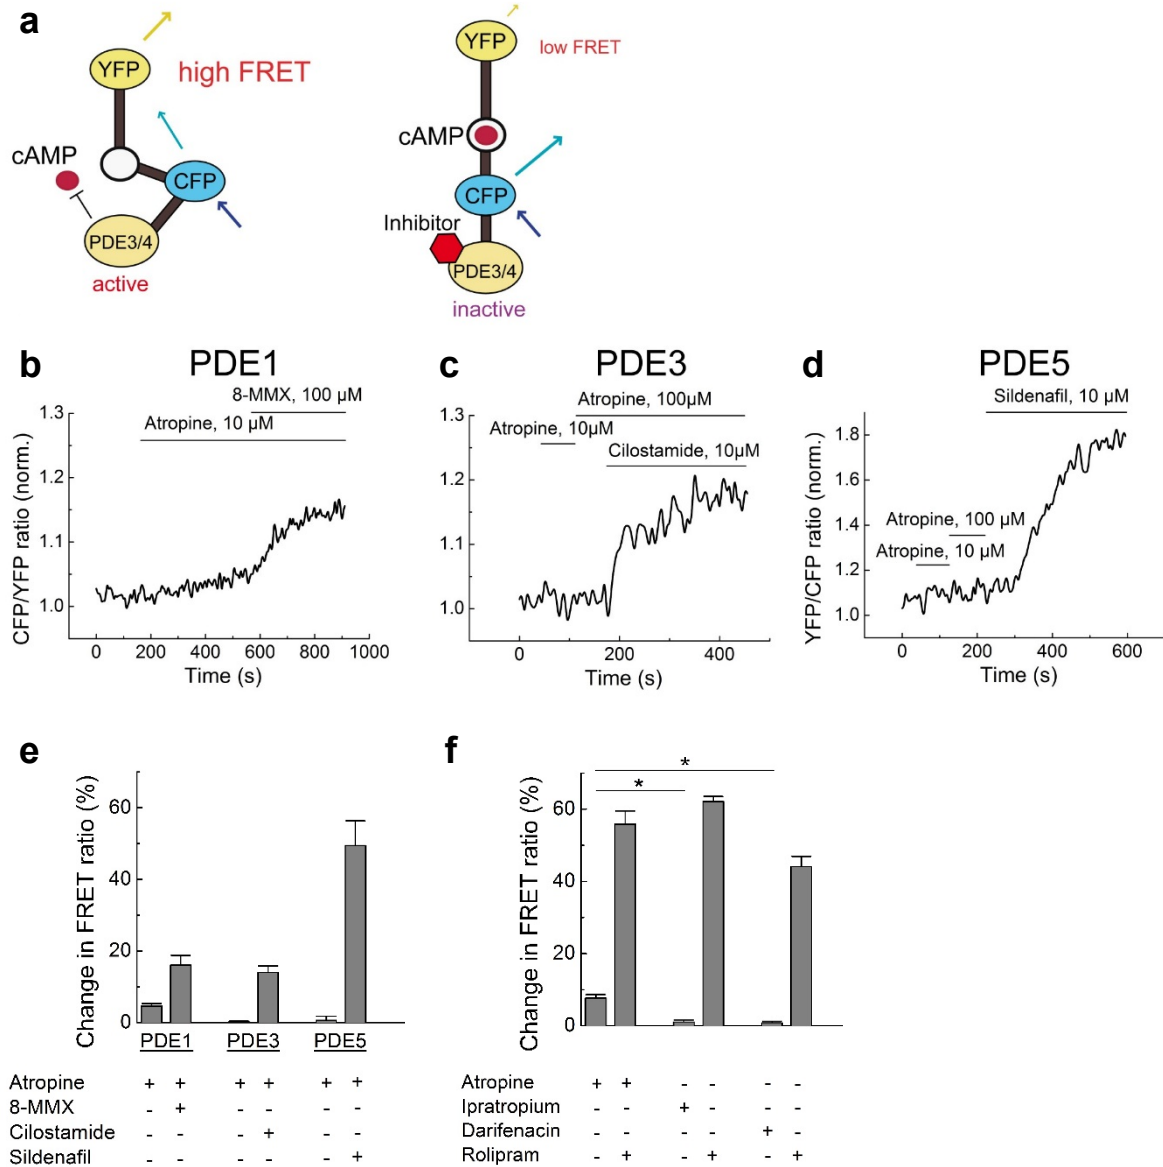 a
YFP
high FRET
cAMP
CFP
PDE3/4
active
YFP
low FRET
cAMP
CFP
Inhibitor
PDE3/4
inactive
b
PDE1
8-MMX, 100 µM
Atropine, 10 µM
CFP/YFP ratio (norm.)
1.3
1.2
1.1
1.0
0 200 400 600 800 1000
Time (s)
c
PDE3
Atropine, 100µM
Atropine, 10µM
Cilostamide, 10µM
1.3
1.2
1.1
1.0
0 200 400
Time (s)
d
PDE5
Sildenafil, 10 µM
Atropine, 100 µM
Atropine, 10 µM
YFP/CFP ratio (norm.)
1.8
1.6
1.4
1.2
1.0
0 200 400 600
Time (s)
e
Change in FRET ratio (%)
60
40
20
0
PDE1 PDE3 PDE5
Atropine + + + + + +
8-MMX - + - - - -
Cilostamide - - - + - -
Sildenafil - - - - - +
f
* *
Change in FRET ratio (%)
60
40
20
0
Atropine + + - - - -
Ipratropium - - + - - -
Darifenacin - - - - + -
Rolipram - + - + - +